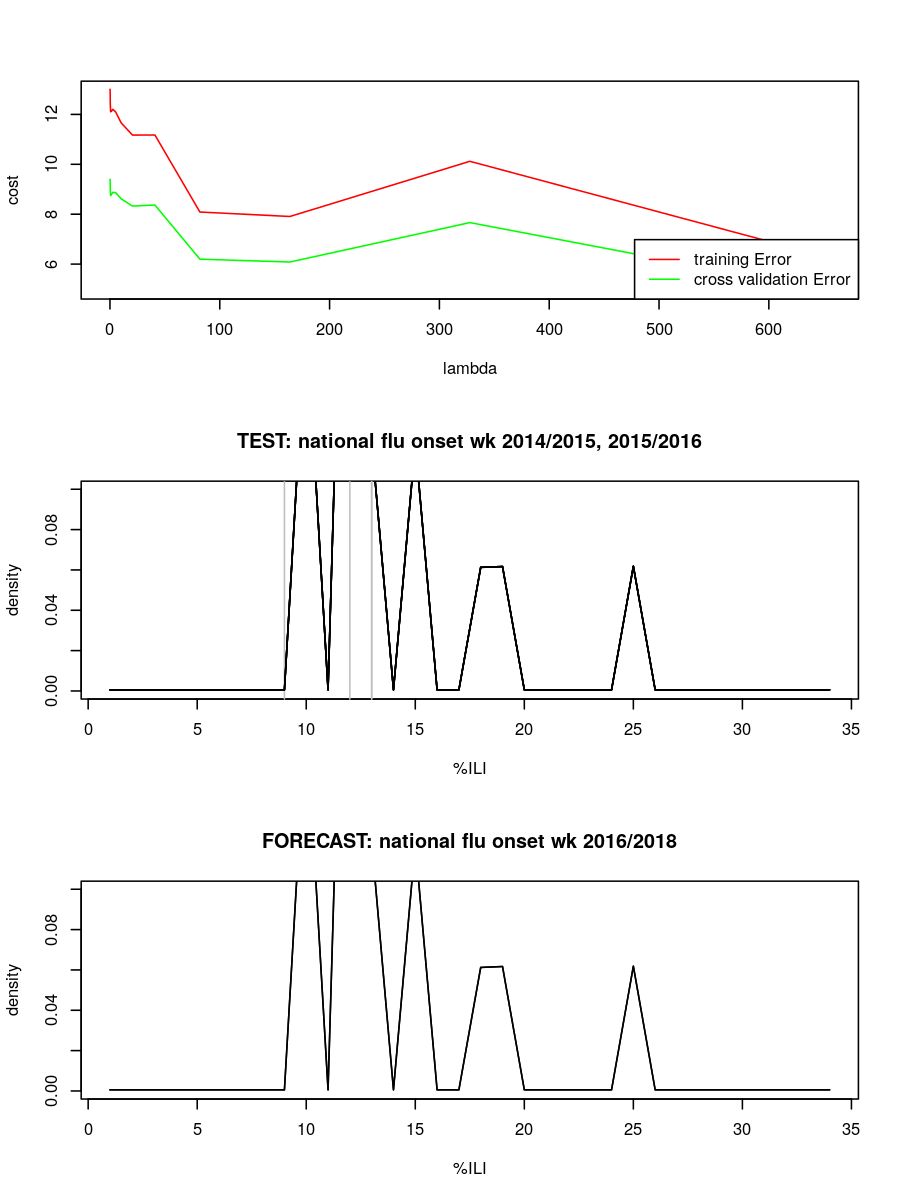 cost
12
10
8
6
training Error
cross validation Error
0 100 200 300 400 500 600
lambda
TEST: national flu onset wk 2014/2015, 2015/2016
density
0.08
0.04
0.00
0 5 10 15 20 25 30 35
%ILI
FORECAST: national flu onset wk 2016/2018
density
0.08
0.04
0.00
0 5 10 15 20 25 30 35
%ILI